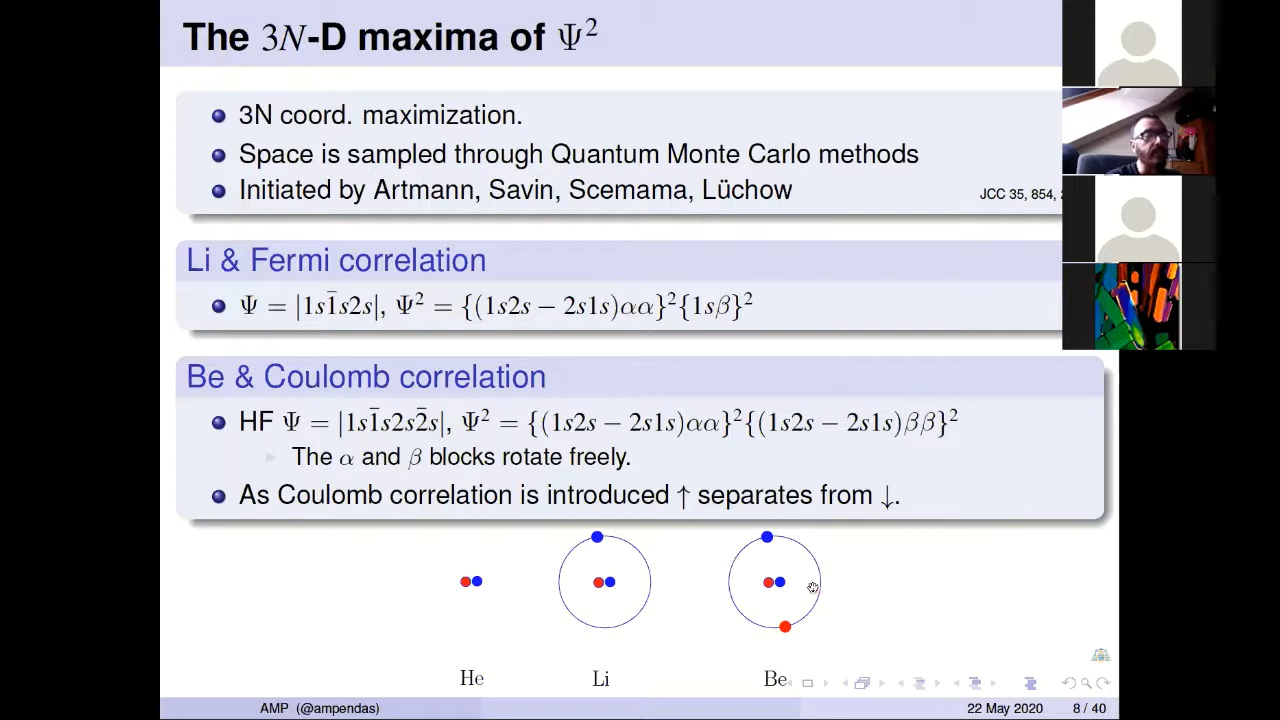 The 3N-D maxima of Ψ²
3N coord. maximization.
Space is sampled through Quantum Monte Carlo methods
Initiated by Artmann, Savin, Scemama, Lüchow
JCC 35, 854,
Li & Fermi correlation
Ψ = |1s1̄s2s|, Ψ² = {(1s2s − 2s1s)αα}²{1sβ}²
Be & Coulomb correlation
HF Ψ = |1s1̄s2s2̄s|, Ψ² = {(1s2s − 2s1s)αα}²{(1s2s − 2s1s)ββ}²
The α and β blocks rotate freely.
As Coulomb correlation is introduced ↑ separates from ↓.
He Li Be
AMP (@ampendas) 22 May 2020 8 / 40